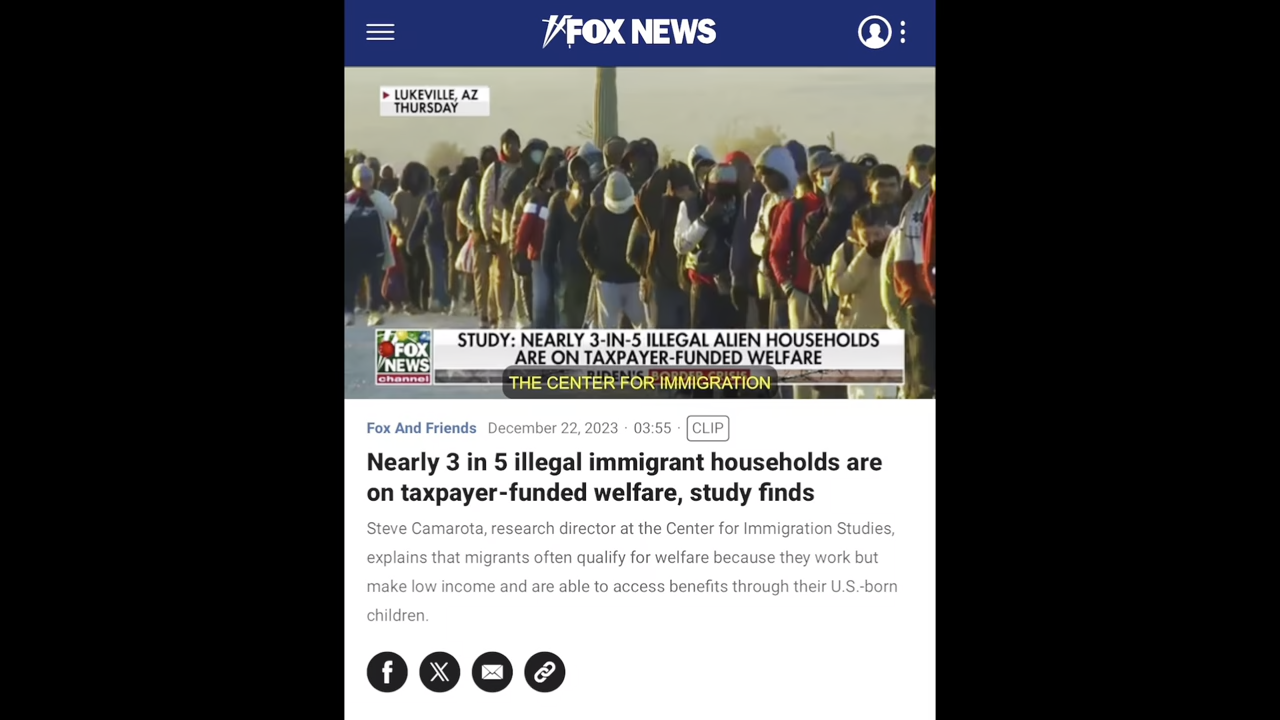 FOX NEWS
LUKEVILLE, AZ
THURSDAY
FOX
NEWS
channel
STUDY: NEARLY 3-IN-5 ILLEGAL ALIEN HOUSEHOLDS
ARE ON TAXPAYER-FUNDED WELFARE
BIDEN'S BORDER CRISIS
THE CENTER FOR IMMIGRATION
Fox And Friends December 22, 2023 · 03:55 · CLIP
Nearly 3 in 5 illegal immigrant households are
on taxpayer-funded welfare, study finds
Steve Camarota, research director at the Center for Immigration Studies,
explains that migrants often qualify for welfare because they work but
make low income and are able to access benefits through their U.S.-born
children.